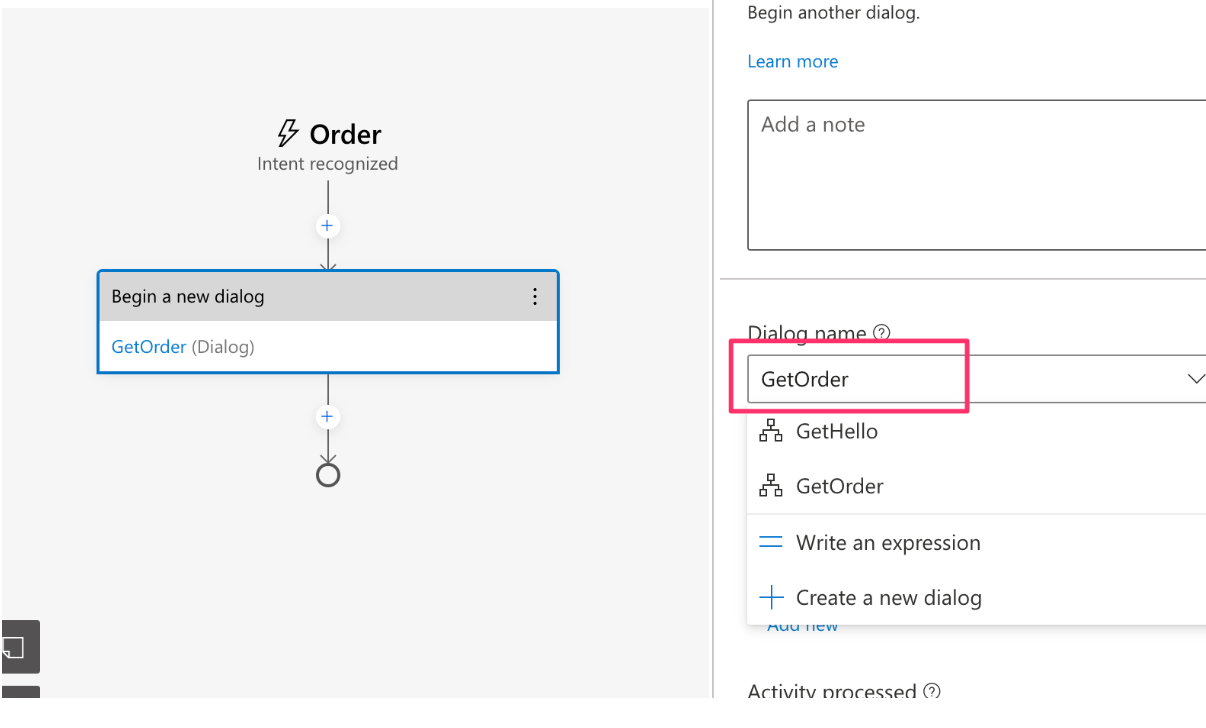 Order
Intent recognized
Begin a new dialog
GetOrder (Dialog)
Begin another dialog.
Learn more
Add a note
Dialog name
GetOrder
GetHello
GetOrder
Write an expression
Create a new dialog
Add new
Activity processed